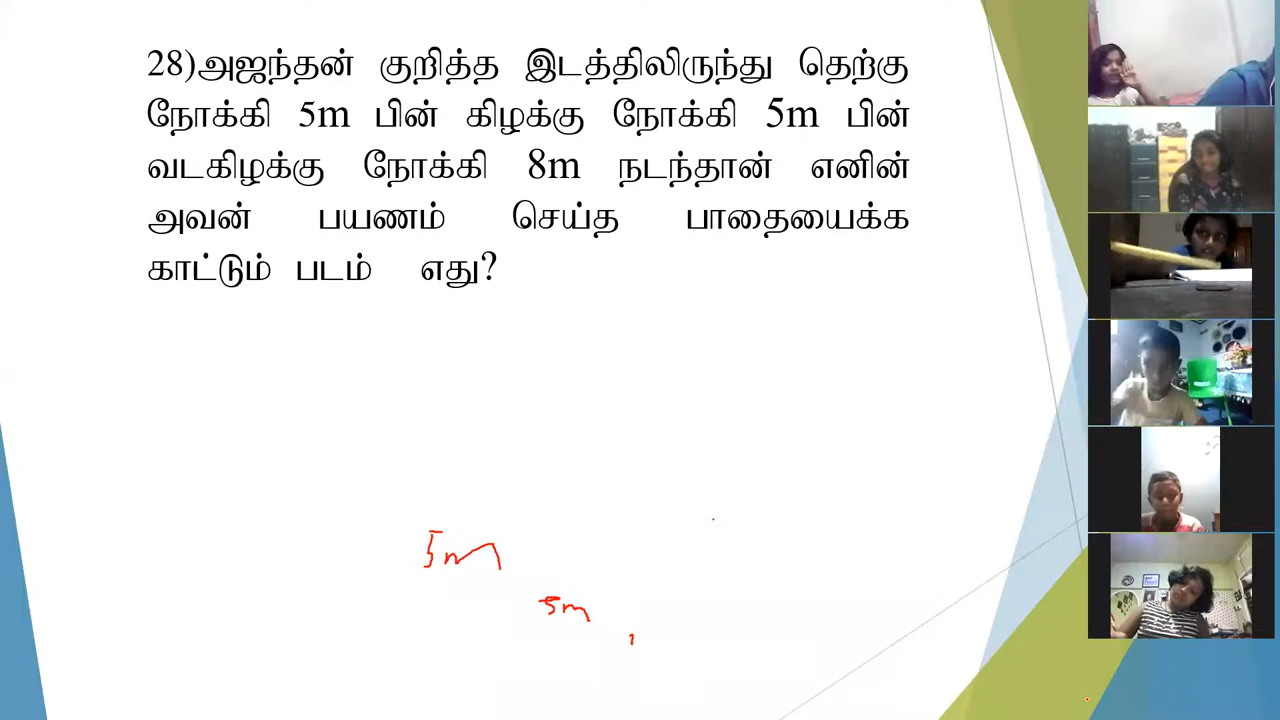 28)அஜந்தன் குறித்த இடத்திலிருந்து தெற்கு
நோக்கி 5m பின் கிழக்கு நோக்கி 5m பின்
வடகிழக்கு நோக்கி 8m நடந்தான் எனின்
அவன் பயணம் செய்த பாதையைக்க
காட்டும் படம் எது?
5m
5m